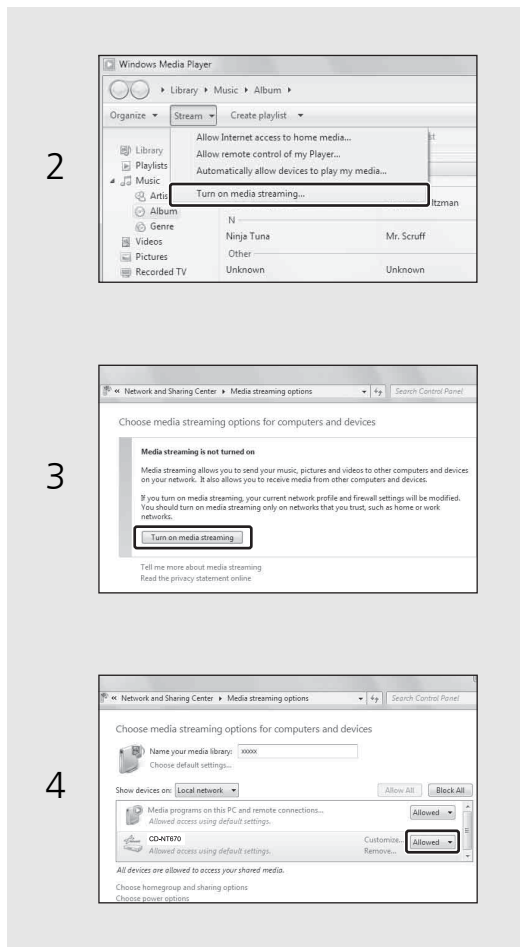 2
Windows Media Player
Library ▸ Music ▸ Album ▸
Organize Stream Create playlist
Allow Internet access to home media...
Library
Allow remote control of my Player...
Playlists
Automatically allow devices to play my media...
Music
Turn on media streaming...
Artis
ltzman
Album
N
Genre
Ninja Tuna Mr. Scruff
Videos
Other
Pictures
Recorded TV Unknown Unknown
3
« Network and Sharing Center ▸ Media streaming options Search Control Panel
Choose media streaming options for computers and devices
Media streaming is not turned on
Media streaming allows you to send your music, pictures and videos to other computers and devices
on your network. It also allows you to receive media from other computers and devices.
If you turn on media streaming, your current network profile and firewall settings will be modified.
You should turn on media streaming only on networks that you trust, such as home or work
networks.
Turn on media streaming
Tell me more about media streaming
Read the privacy statement online
4
« Network and Sharing Center ▸ Media streaming options Search Control Panel
Choose media streaming options for computers and devices
Name your media library: xxxxx
Choose default settings...
Show devices on: Local network Allow All Block All
Media programs on this PC and remote connections... Allowed
Allowed access using default settings.
CD-NT670 Customize... Allowed
Allowed access using default settings. Remove...
All devices are allowed to access your shared media.
Choose homegroup and sharing options
Choose power options